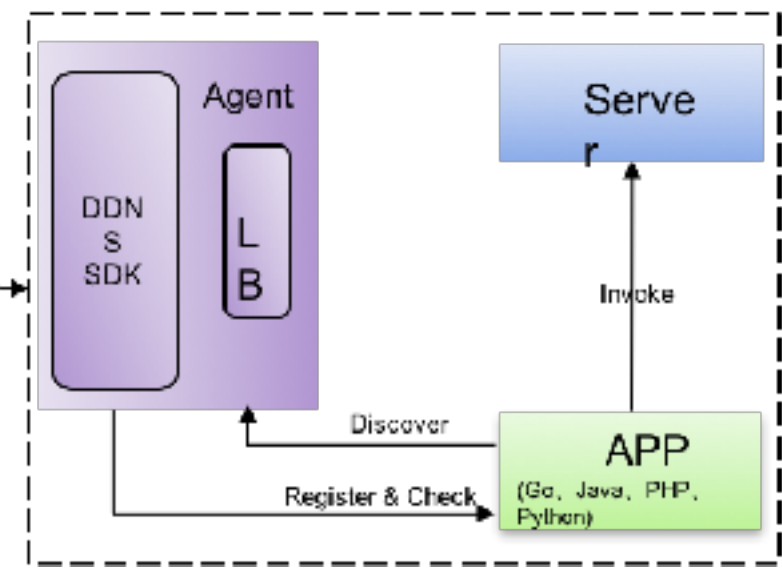 Agent
DDN
S
SDK
L
B
Serve
r
Invoke
Discover
Register & Check
APP
(Go、Java、PHP、
Python)